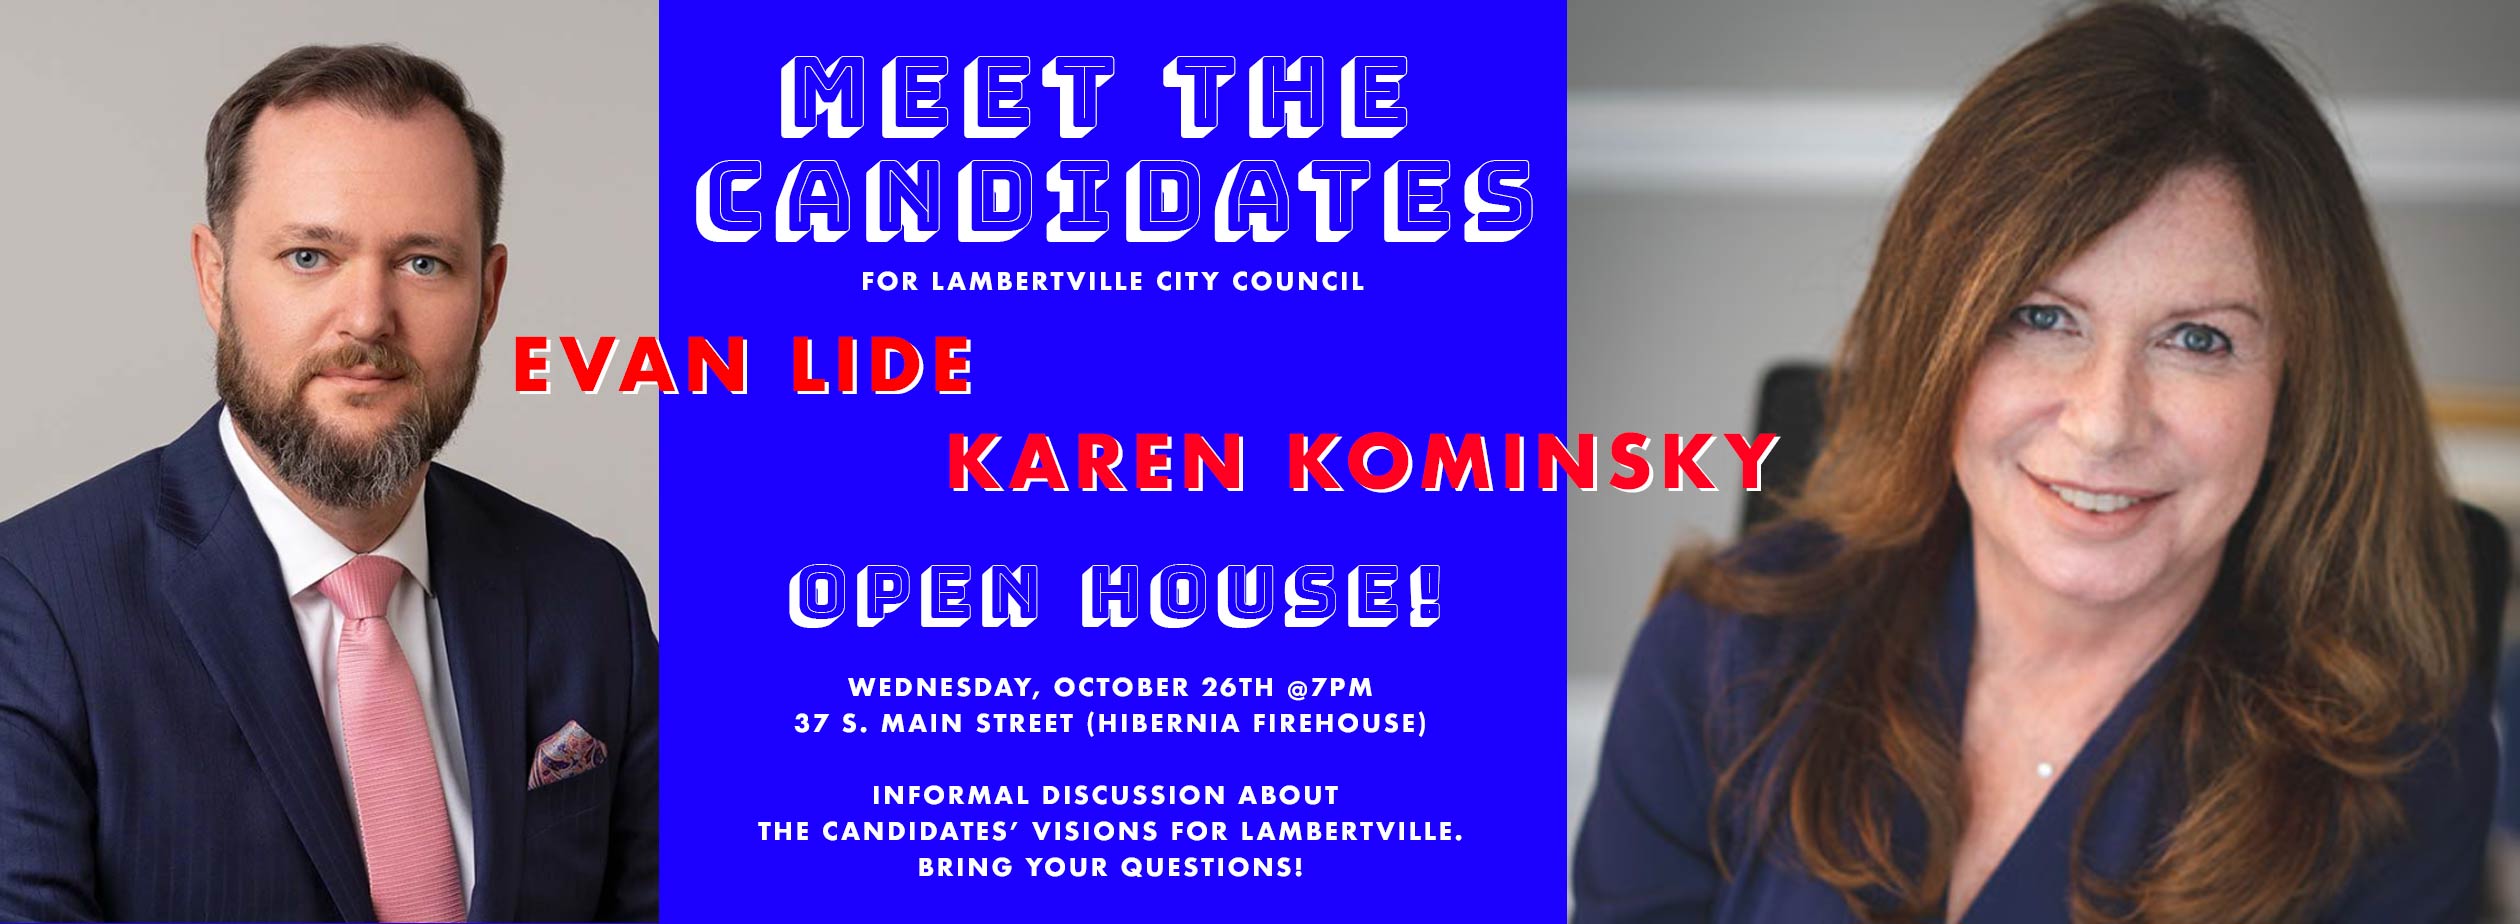 MEET THE
CANDIDATES
FOR LAMBERTVILLE CITY COUNCIL
EVAN LIDE
KAREN KOMINSKY
OPEN HOUSE!
WEDNESDAY, OCTOBER 26TH @7PM
37 S. MAIN STREET (HIBERNIA FIREHOUSE)
INFORMAL DISCUSSION ABOUT
THE CANDIDATES’ VISIONS FOR LAMBERTVILLE.
BRING YOUR QUESTIONS!